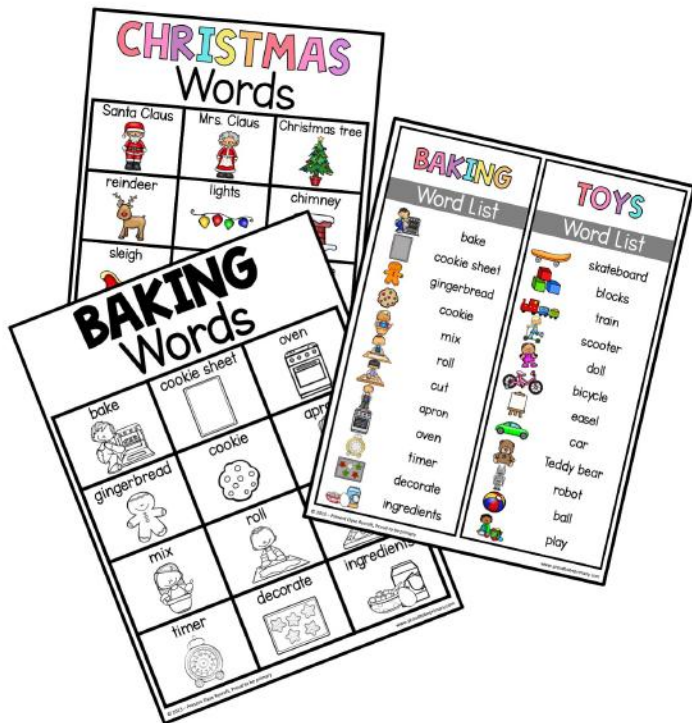 CHRISTMAS
Words
Santa Claus
Mrs. Claus
Christmas tree
reindeer
lights
chimney
sleigh
BAKING
Words
bake
cookie sheet
oven
gingerbread
cookie
mix
roll
ingredients
timer
decorate
BAKING
Word List
bake
cookie sheet
gingerbread
cookie
mix
roll
cut
apron
oven
timer
decorate
ingredients
TOYS
Word List
skateboard
blocks
train
scooter
doll
bicycle
easel
car
Teddy bear
robot
ball
play